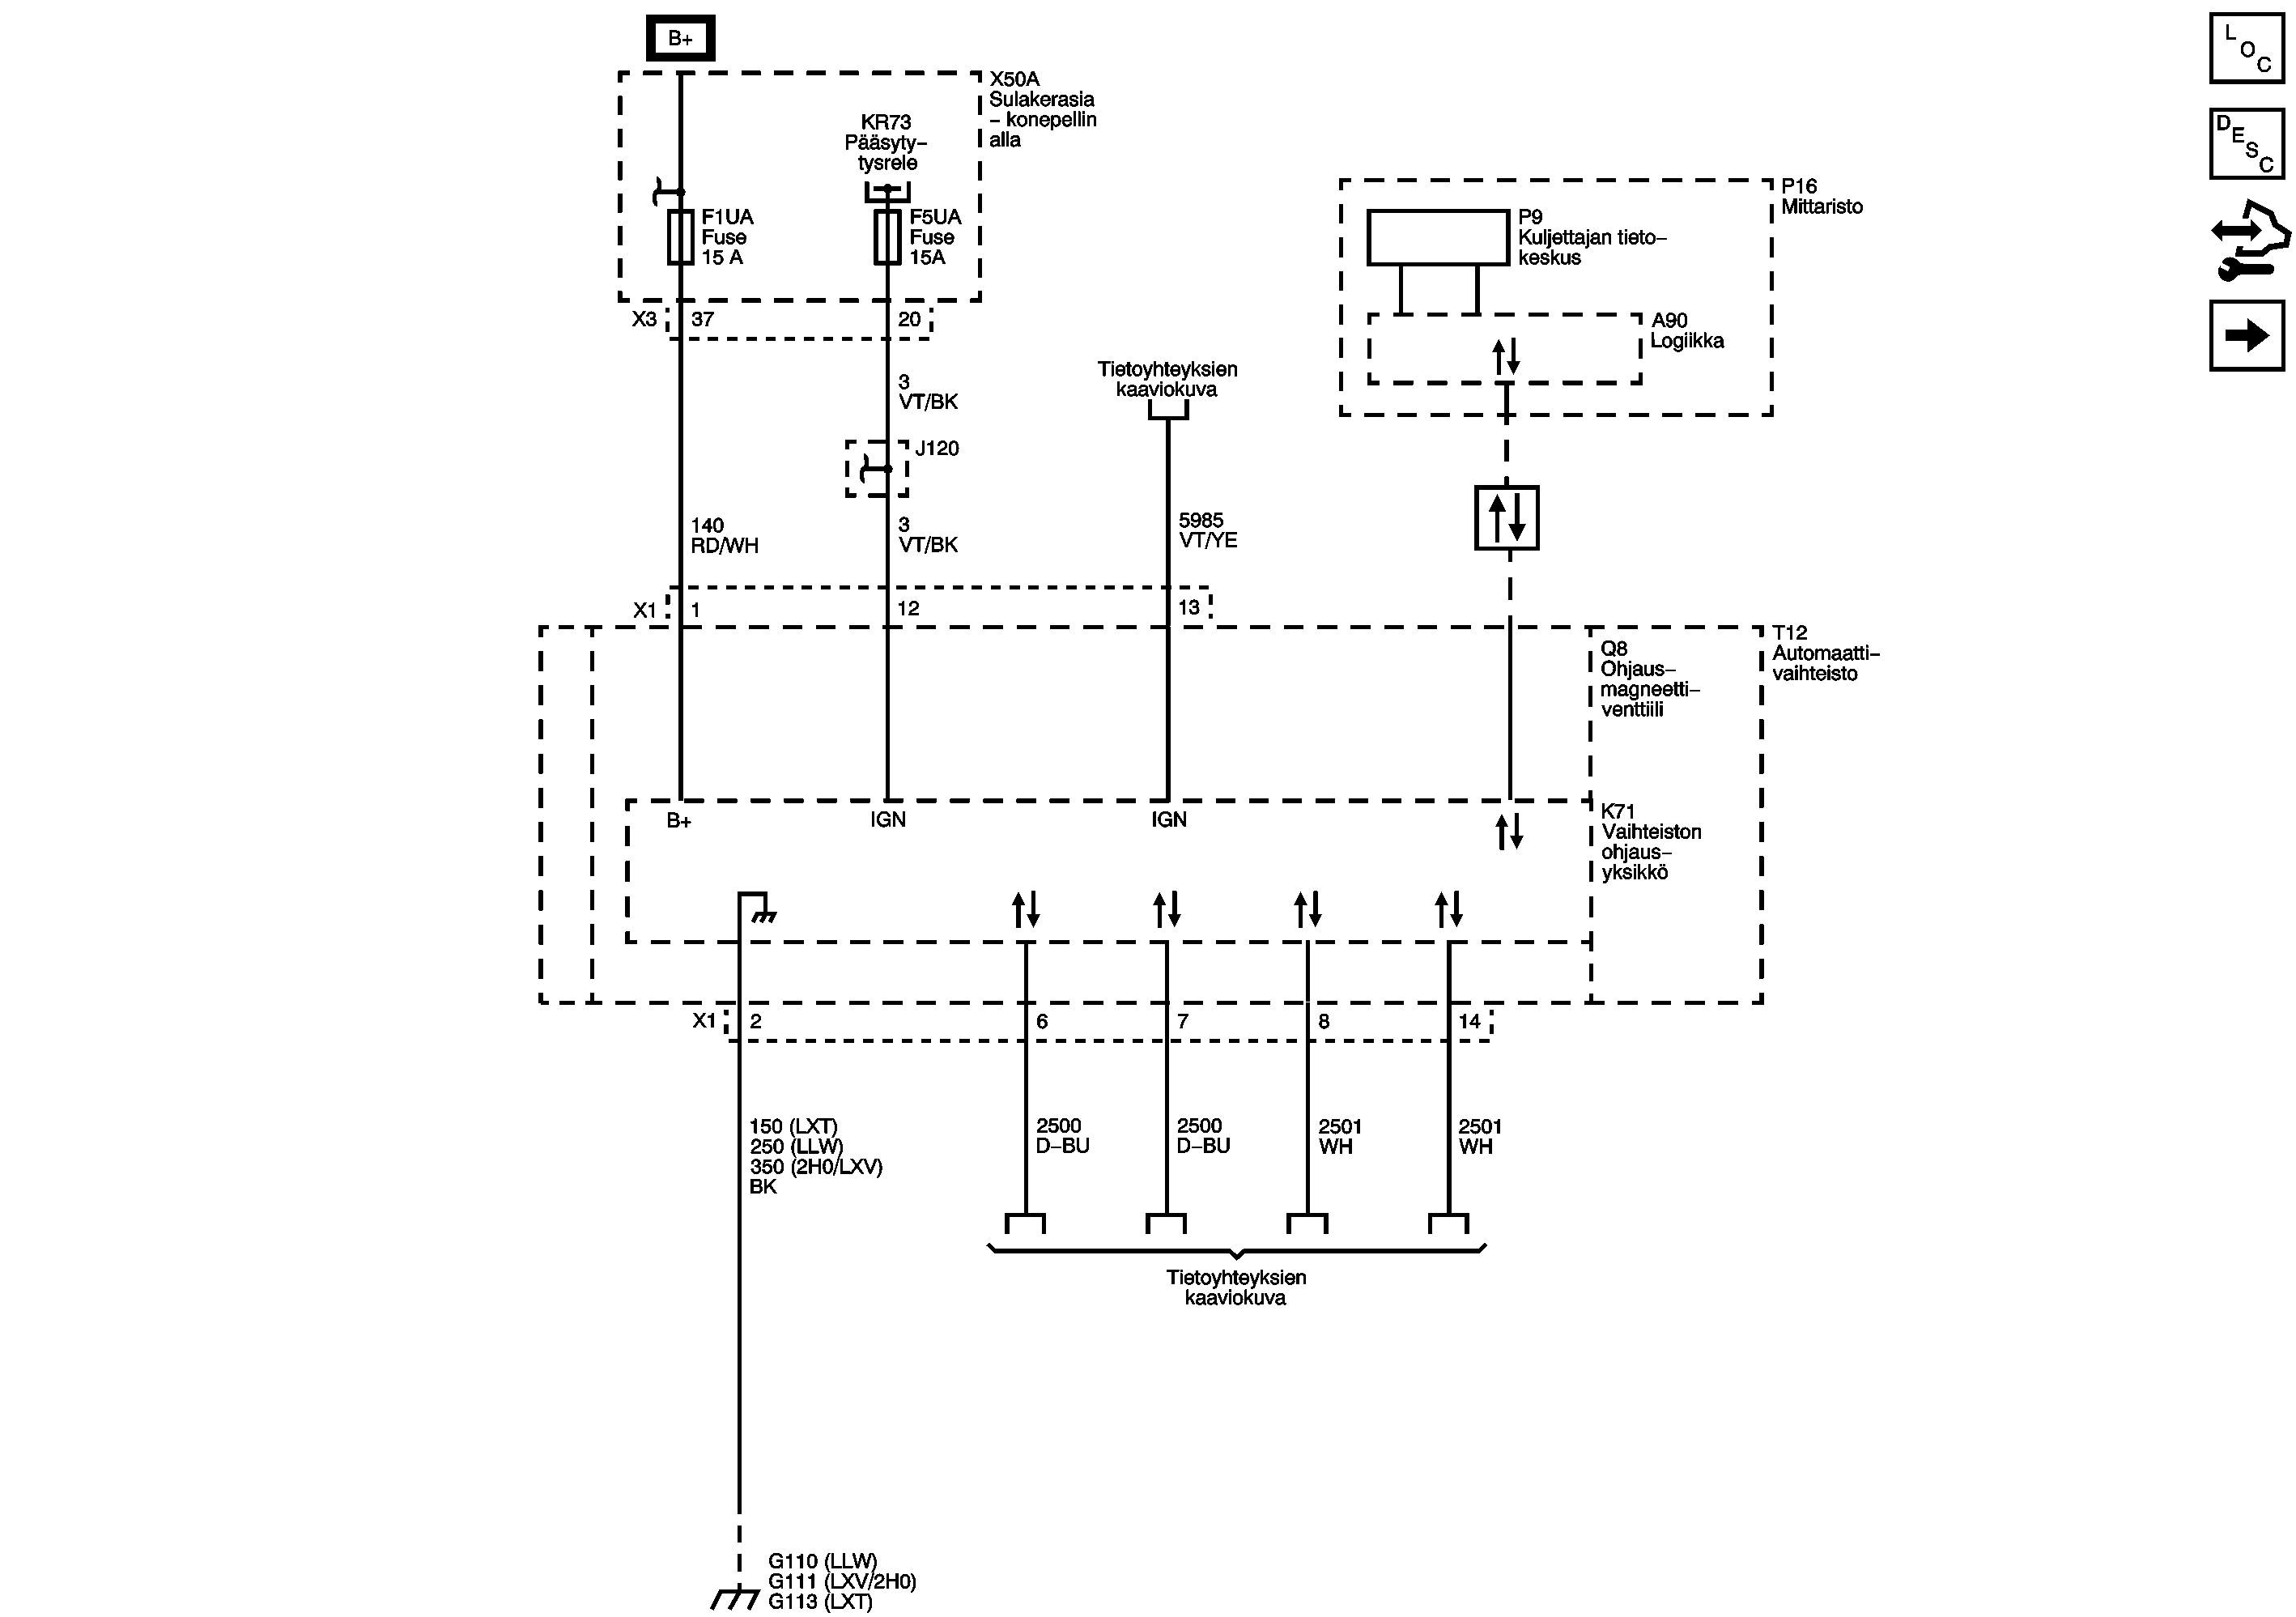 B+
X50A
Sulakerasia
– konepellin
alla
KR73
Pääsyty–
tysrele
F1UA
Fuse
15 A
F5UA
Fuse
15A
X3
37
20
3
VT/BK
J120
3
VT/BK
140
RD/WH
Tietoyhteyksien
kaaviokuva
5985
VT/YE
P16
Mittaristo
P9
Kuljettajan tieto–
keskus
A90
Logiikka
X1
1
12
13
T12
Automaatti–
vaihteisto
Q8
Ohjaus–
magneetti–
venttiili
B+
IGN
IGN
K71
Vaihteiston
ohjaus–
yksikkö
X1
2
6
7
8
14
150 (LXT)
250 (LLW)
350 (2H0/LXV)
BK
2500
D–BU
2500
D–BU
2501
WH
2501
WH
Tietoyhteyksien
kaaviokuva
G110 (LLW)
G111 (LXV/2H0)
G113 (LXT)
LOC
DESC